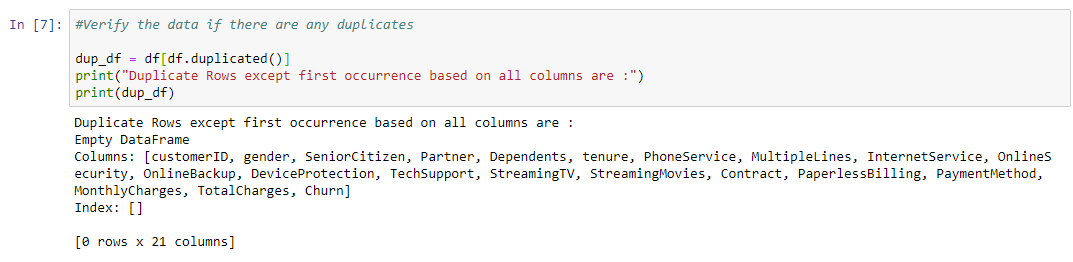 In [7]: #Verify the data if there are any duplicates
dup_df = df[df.duplicated()]
print("Duplicate Rows except first occurrence based on all columns are :")
print(dup_df)
Duplicate Rows except first occurrence based on all columns are :
Empty DataFrame
Columns: [customerID, gender, SeniorCitizen, Partner, Dependents, tenure, PhoneService, MultipleLines, InternetService, OnlineS
ecurity, OnlineBackup, DeviceProtection, TechSupport, StreamingTV, StreamingMovies, Contract, PaperlessBilling, PaymentMethod,
MonthlyCharges, TotalCharges, Churn]
Index: []
[0 rows x 21 columns]